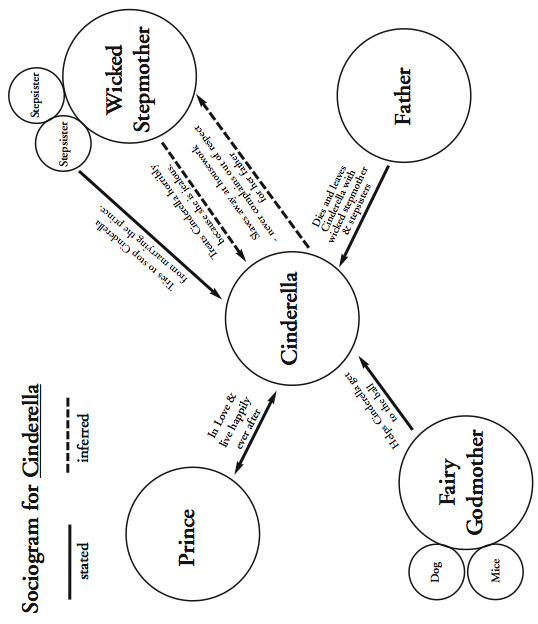 Sociogram for Cinderella
stated
inferred
Prince
In Love &
live happily
ever after
Stepsister
Stepsister
Wicked
Stepmother
Tries to stop Cinderella
from marrying the prince.
Treats Cinderella horribly
because she is jealous.
Slaves away at housework
- never complains out of respect
for her father
Cinderella
Father
Dies and leaves
Cinderella with
wicked stepmother
& stepsisters
Helps Cinderella get
to the ball
Fairy
Godmother
Dog
Mice